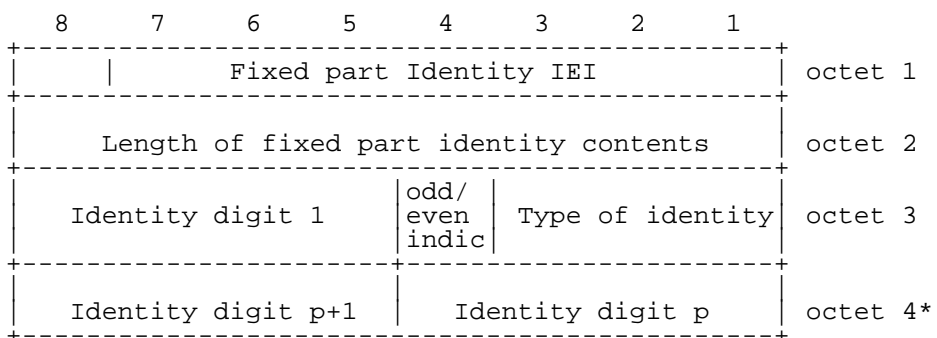 8 7 6 5 4 3 2 1
Fixed part Identity IEI octet 1
Length of fixed part identity contents octet 2
odd/
Identity digit 1 even Type of identity octet 3
indic
Identity digit p+1 Identity digit p octet 4*